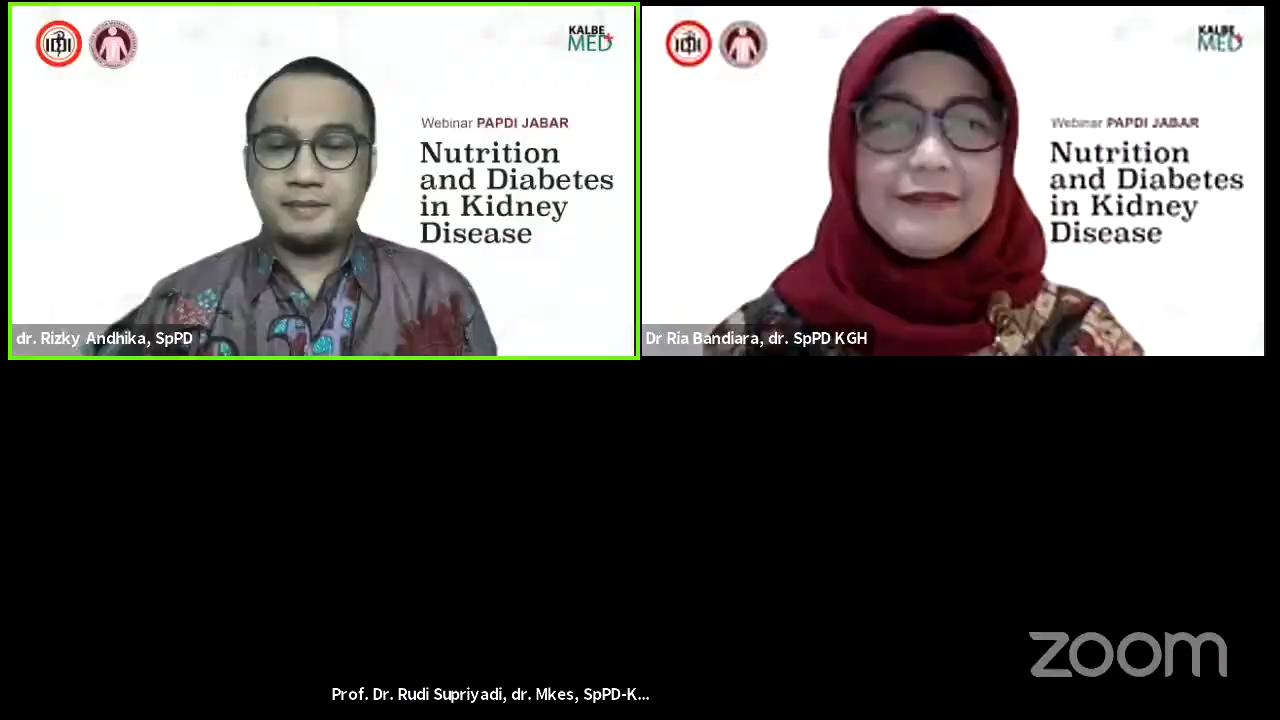 KALBE
MED
Webinar PAPDI JABAR
Nutrition
and Diabetes
in Kidney
Disease
dr. Rizky Andhika, SpPD
KALBE
MED
Webinar PAPDI JABAR
Nutrition
and Diabetes
in Kidney
Disease
Dr Ria Bandiara, dr. SpPD KGH
zoom
Prof. Dr. Rudi Supriyadi, dr. Mkes, SpPD-K...